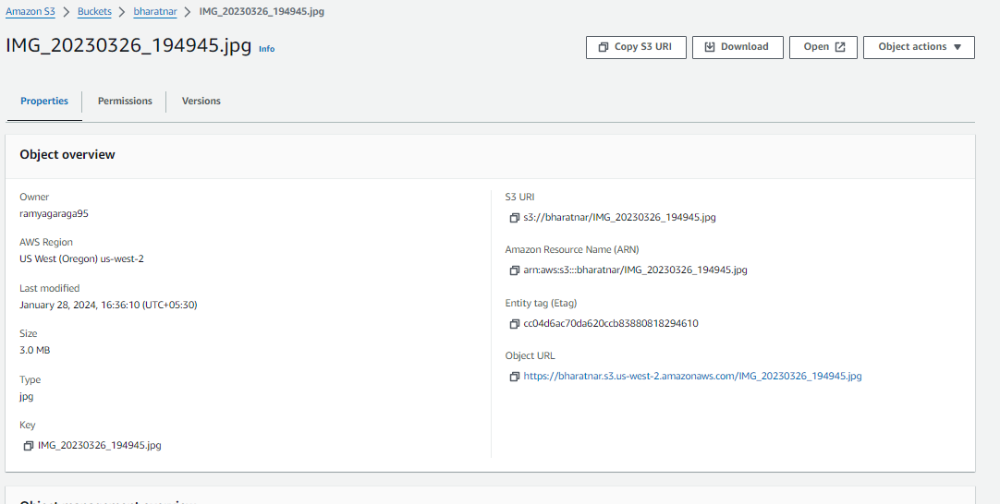 Amazon S3 > Buckets > bharatnar > IMG_20230326_194945.jpg
IMG_20230326_194945.jpg Info
Copy S3 URI
Download
Open
Object actions
Properties
Permissions
Versions
Object overview
Owner
ramyagaraga95
AWS Region
US West (Oregon) us-west-2
Last modified
January 28, 2024, 16:36:10 (UTC+05:30)
Size
3.0 MB
Type
jpg
Key
IMG_20230326_194945.jpg
S3 URI
s3://bharatnar/IMG_20230326_194945.jpg
Amazon Resource Name (ARN)
arn:aws:s3:::bharatnar/IMG_20230326_194945.jpg
Entity tag (Etag)
cc04d6ac70da620ccb83880818294610
Object URL
https://bharatnar.s3.us-west-2.amazonaws.com/IMG_20230326_194945.jpg
Object management overview